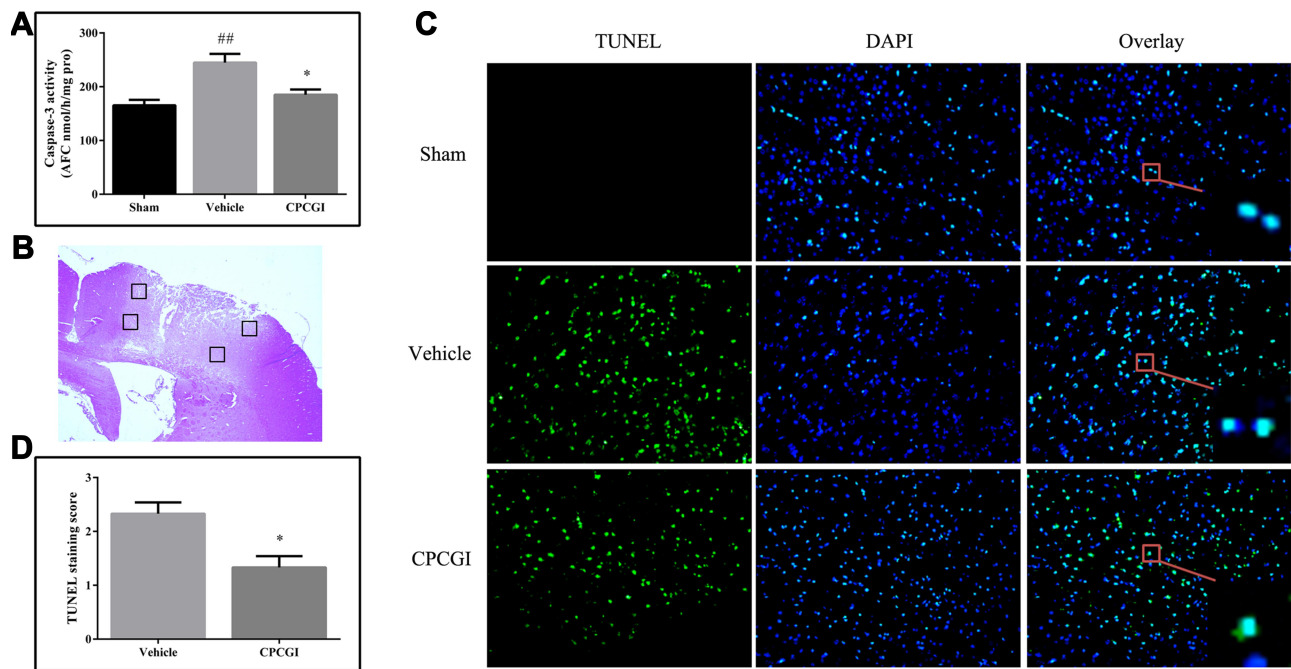 A
Caspase-3 activity
(AFC nmol/h/mg pro)
300
200
100
0
##
*
Sham Vehicle CPCGI
B
D
TUNEL staining score
3
2
1
0
*
Vehicle CPCGI
C
TUNEL DAPI Overlay
Sham
Vehicle
CPCGI